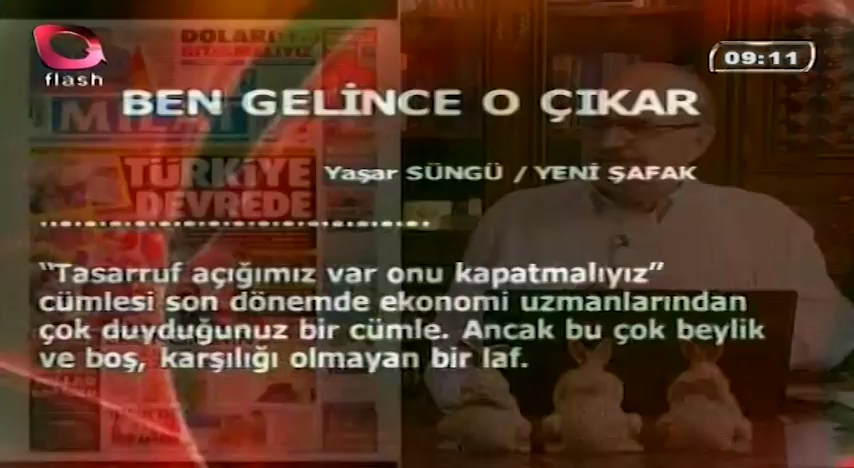 flash
09:11
DOLARI
BEN GELİNCE O ÇIKAR
MİLAT
TÜRKİYE
DEVREDE
Yaşar SÜNGÜ / YENİ ŞAFAK
“Tasarruf açığımız var onu kapatmalıyız”
cümlesi son dönemde ekonomi uzmanlarından
çok duyduğunuz bir cümle. Ancak bu çok beylik
ve boş, karşılığı olmayan bir laf.